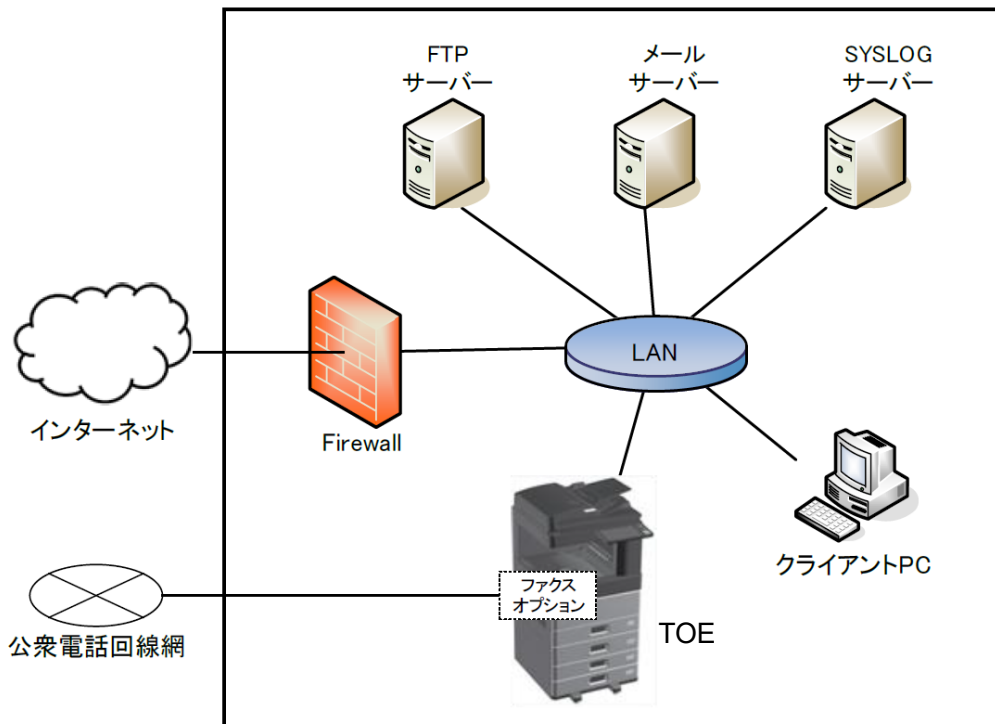 FTP
サーバー
メール
サーバー
SYSLOG
サーバー
LAN
インターネット
Firewall
クライアントPC
ファクス
オプション
TOE
公衆電話回線網